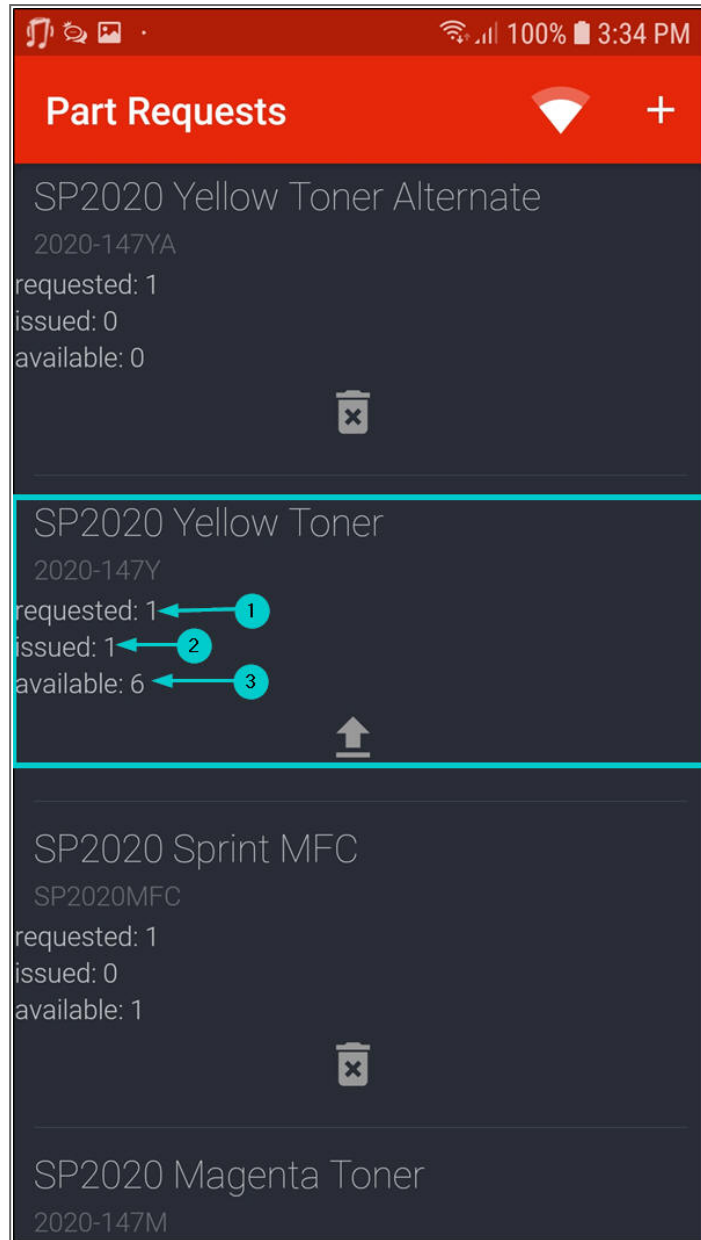 100% 3:34 PM
Part Requests
SP2020 Yellow Toner Alternate
2020-147YA
requested: 1
issued: 0
available: 0
SP2020 Yellow Toner
2020-147Y
requested: 1 1
issued: 1 2
available: 6 3
SP2020 Sprint MFC
SP2020MFC
requested: 1
issued: 0
available: 1
SP2020 Magenta Toner
2020-147M